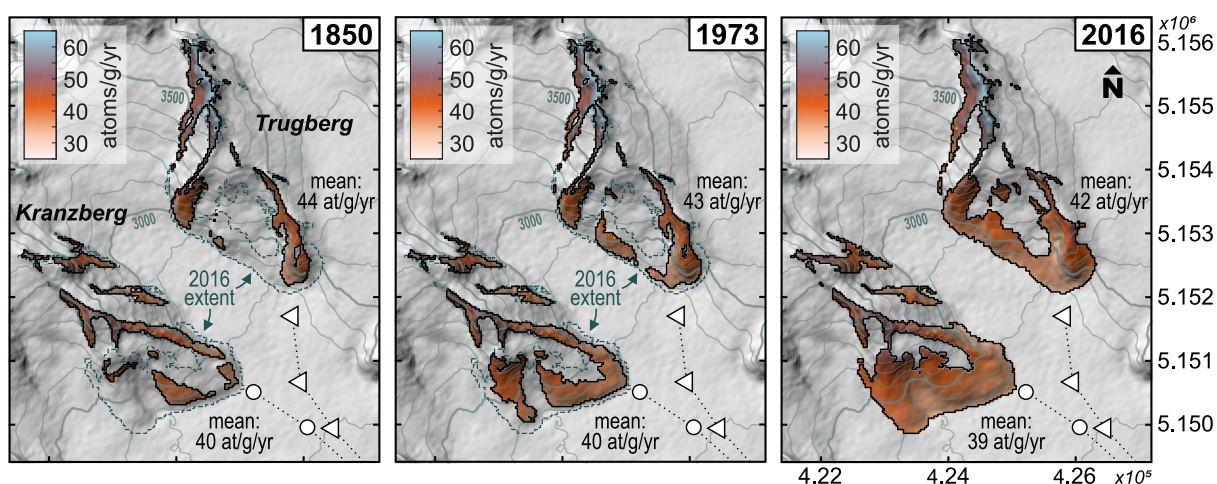 1850
60
50
40
30
atoms/g/yr
3500
Trugberg
mean:
44 at/g/yr
Kranzberg
3000
2016
extent
mean:
40 at/g/yr
1973
60
50
40
30
atoms/g/yr
3500
mean:
43 at/g/yr
3000
2016
extent
mean:
40 at/g/yr
2016
60
50
40
30
atoms/g/yr
N
3500
mean:
42 at/g/yr
3000
mean:
39 at/g/yr
x10⁶
5.156
5.155
5.154
5.153
5.152
5.151
5.150
4.22
4.24
4.26
x10⁵